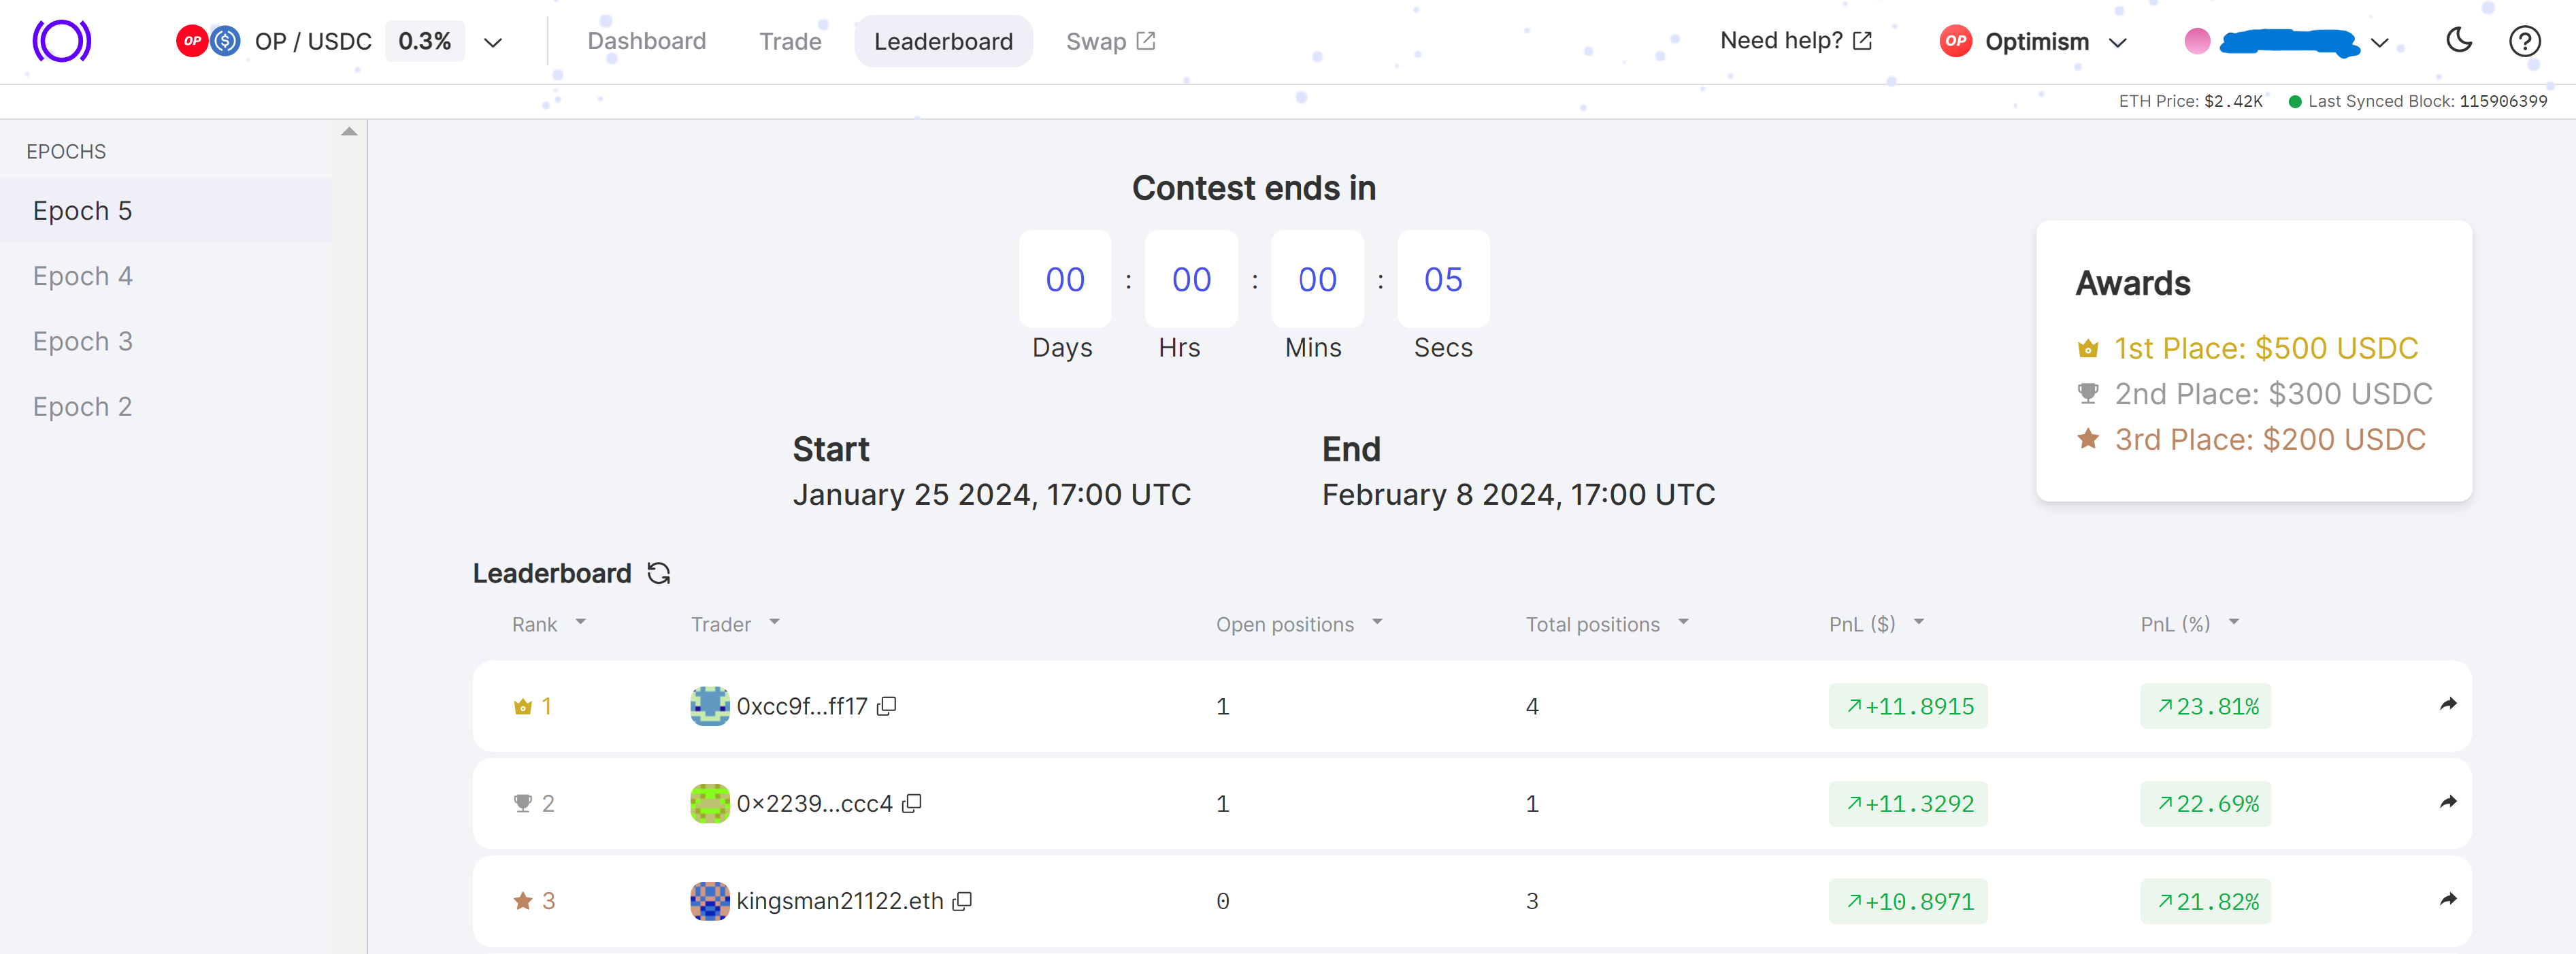 OP / USDC 0.3% Dashboard Trade Leaderboard Swap Need help? OP Optimism
ETH Price: $2.42K Last Synced Block: 115906399
EPOCHS
Epoch 5
Epoch 4
Epoch 3
Epoch 2
Contest ends in
00 : 00 : 00 : 05
Days Hrs Mins Secs
Start
January 25 2024, 17:00 UTC
End
February 8 2024, 17:00 UTC
Awards
1st Place: $500 USDC
2nd Place: $300 USDC
3rd Place: $200 USDC
Leaderboard
Rank Trader Open positions Total positions PnL ($) PnL (%)
1 0xcc9f...ff17 1 4 +11.8915 23.81%
2 0×2239...ccc4 1 1 +11.3292 22.69%
3 kingsman21122.eth 0 3 +10.8971 21.82%